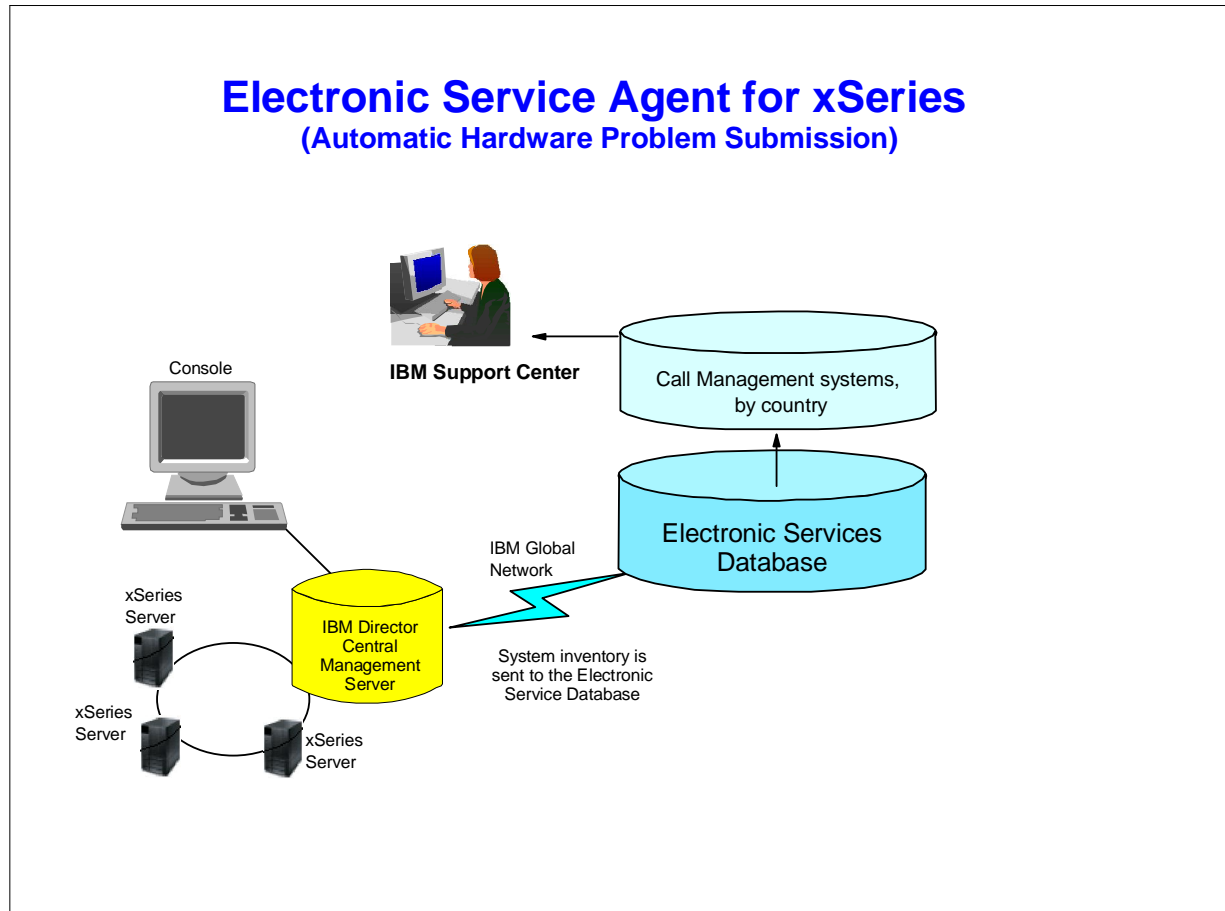 Electronic Service Agent for xSeries
(Automatic Hardware Problem Submission)
IBM Support Center
Call Management systems,
by country
Console
Electronic Services
Database
IBM Global
Network
xSeries
Server
IBM Director
Central
Management
Server
System inventory is
sent to the Electronic
Service Database
xSeries
Server
xSeries
Server